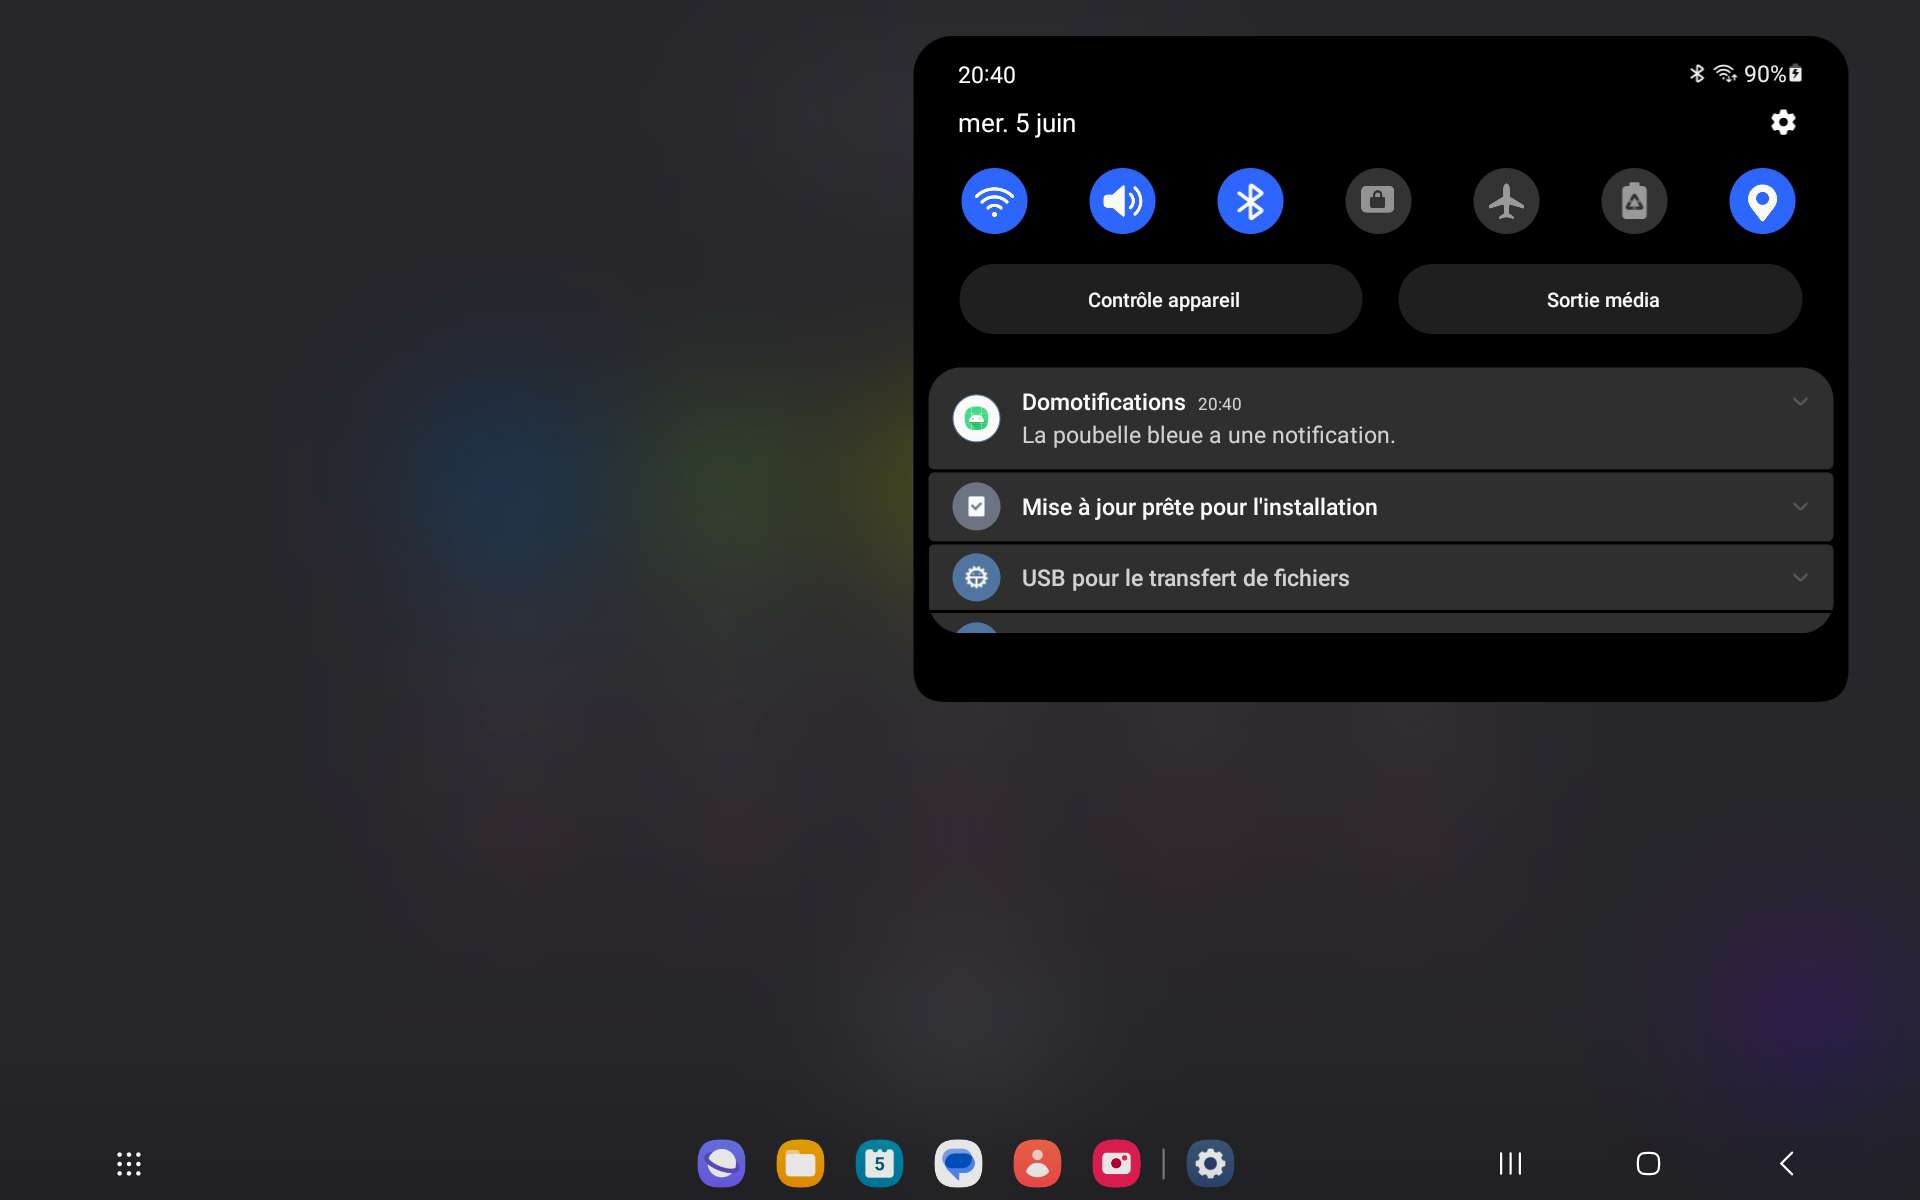 20:40
90%
mer. 5 juin
Contrôle appareil
Sortie média
Domotifications 20:40
La poubelle bleue a une notification.
Mise à jour prête pour l'installation
USB pour le transfert de fichiers
5